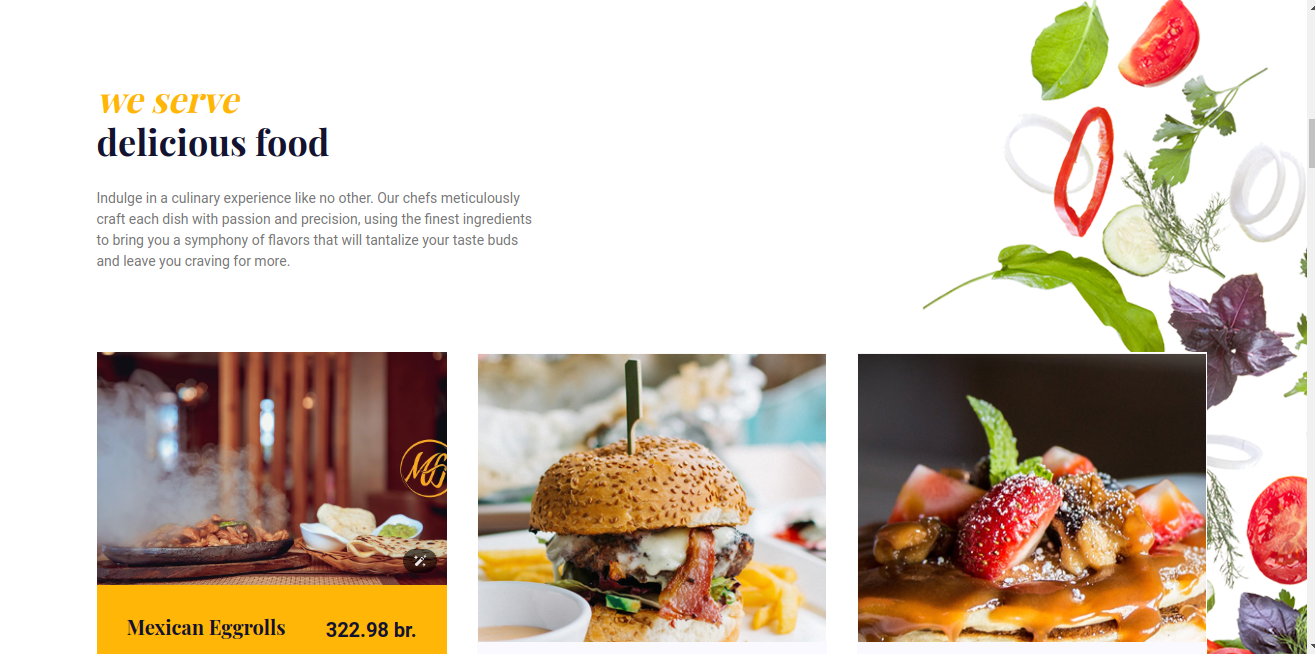 we serve
delicious food
Indulge in a culinary experience like no other. Our chefs meticulously
craft each dish with passion and precision, using the finest ingredients
to bring you a symphony of flavors that will tantalize your taste buds
and leave you craving for more.
Mexican Eggrolls 322.98 br.